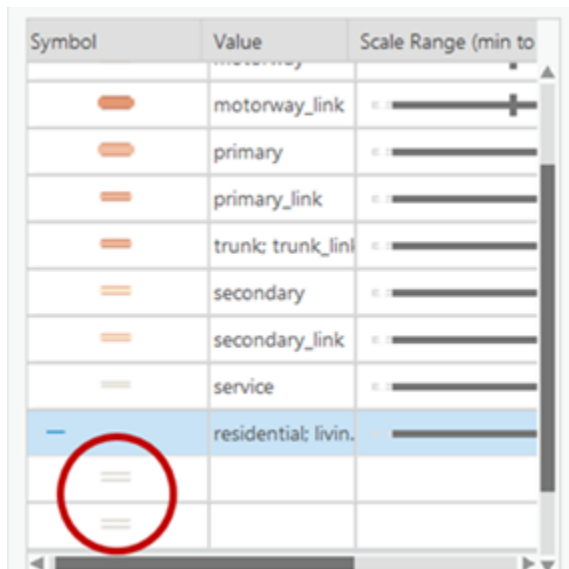 Symbol Value Scale Range (min to
motorway_link
primary
primary_link
trunk; trunk_link
secondary
secondary_link
service
residential; livin.